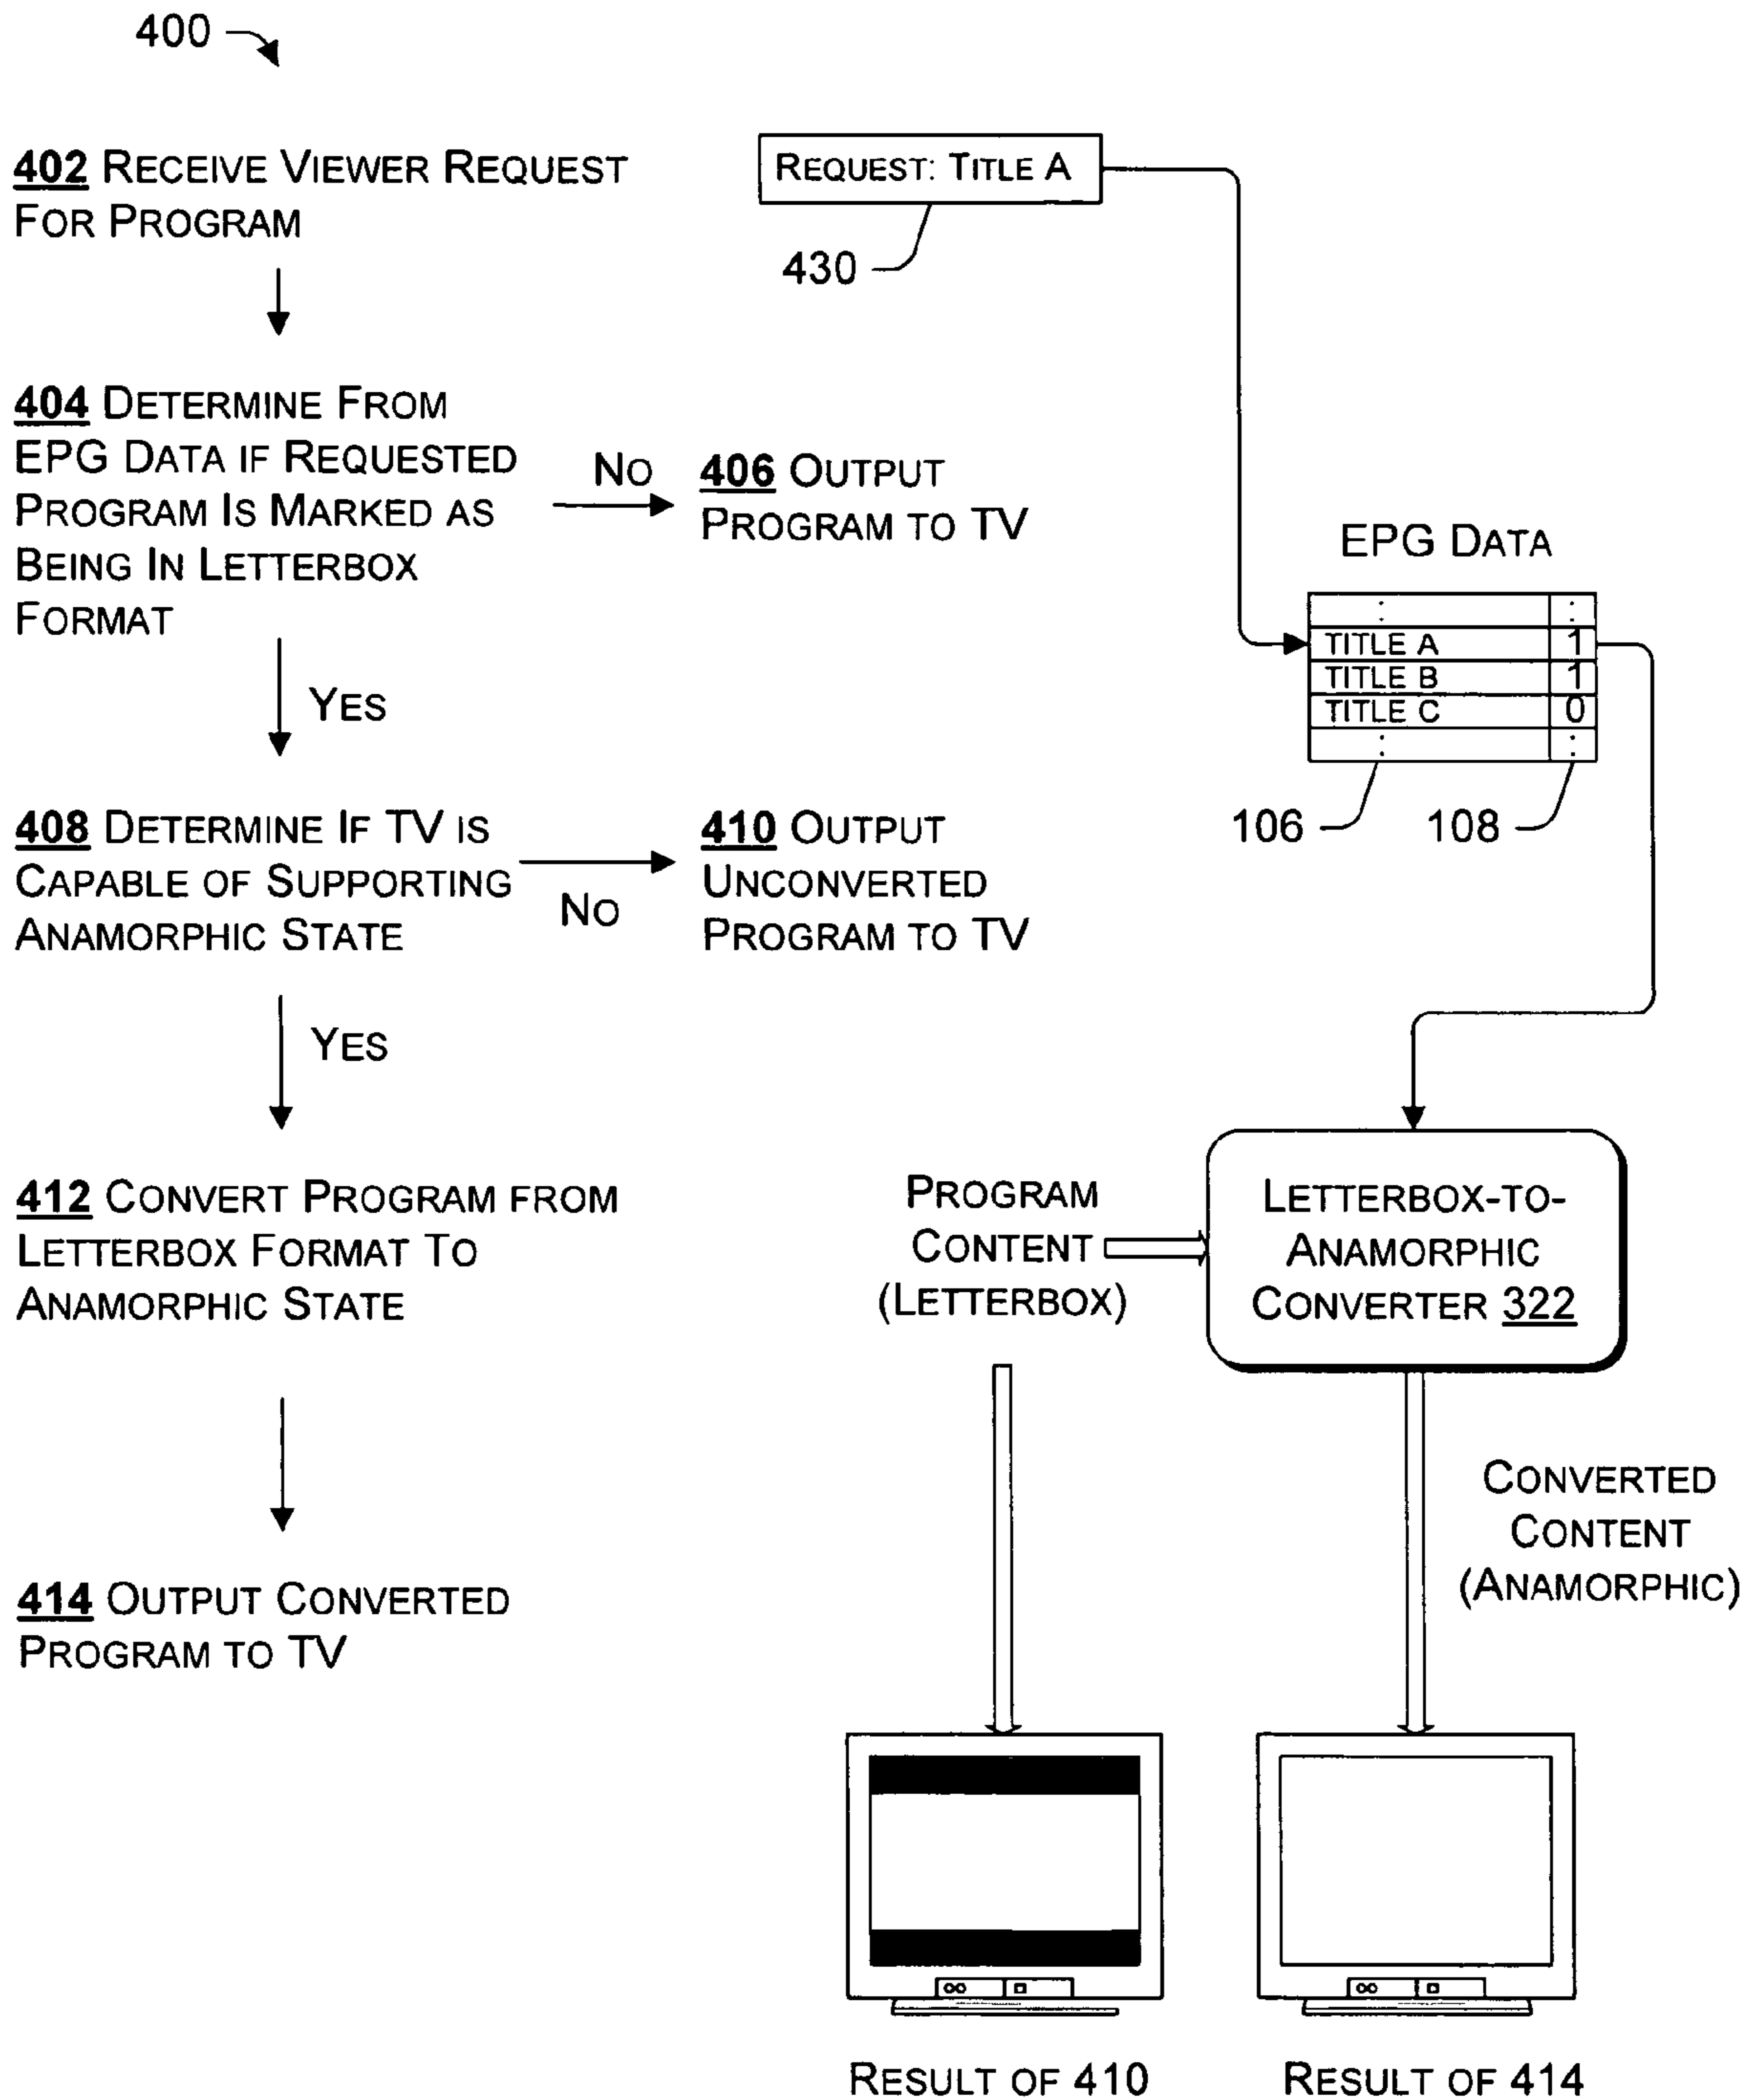 400
402 RECEIVE VIEWER REQUEST
FOR PROGRAM
REQUEST: TITLE A
430
404 DETERMINE FROM
EPG DATA IF REQUESTED
PROGRAM IS MARKED AS
BEING IN LETTERBOX
FORMAT
NO
406 OUTPUT
PROGRAM TO TV
EPG DATA
TITLE A 1
TITLE B 1
TITLE C 0
106
108
YES
408 DETERMINE IF TV IS
CAPABLE OF SUPPORTING
ANAMORPHIC STATE
NO
410 OUTPUT
UNCONVERTED
PROGRAM TO TV
YES
412 CONVERT PROGRAM FROM
LETTERBOX FORMAT TO
ANAMORPHIC STATE
PROGRAM
CONTENT
(LETTERBOX)
LETTERBOX-TO-
ANAMORPHIC
CONVERTER 322
CONVERTED
CONTENT
(ANAMORPHIC)
414 OUTPUT CONVERTED
PROGRAM TO TV
RESULT OF 410
RESULT OF 414